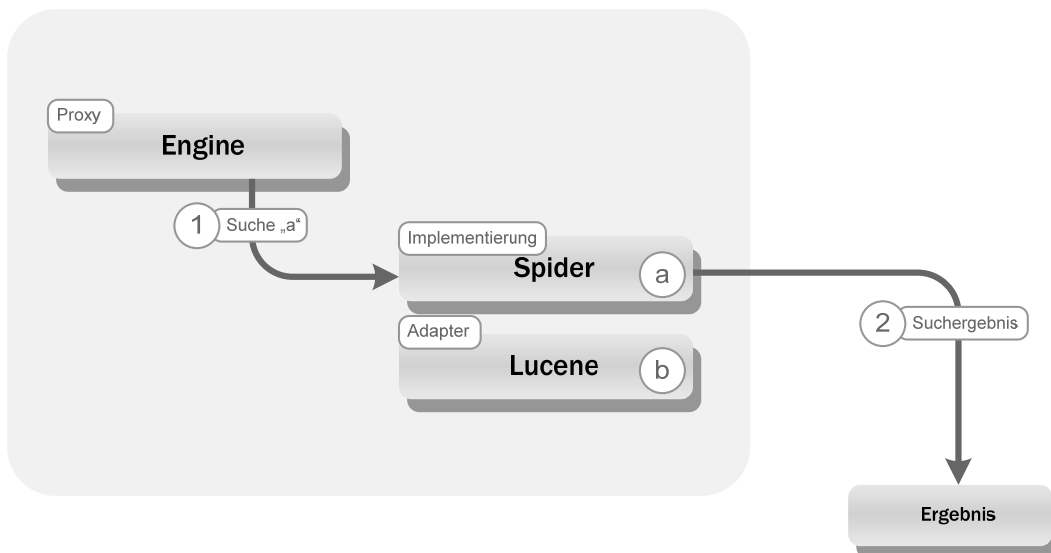 Proxy
Engine
1
Suche „a“
Implementierung
Spider
a
2
Suchergebnis
Adapter
Lucene
b
Ergebnis